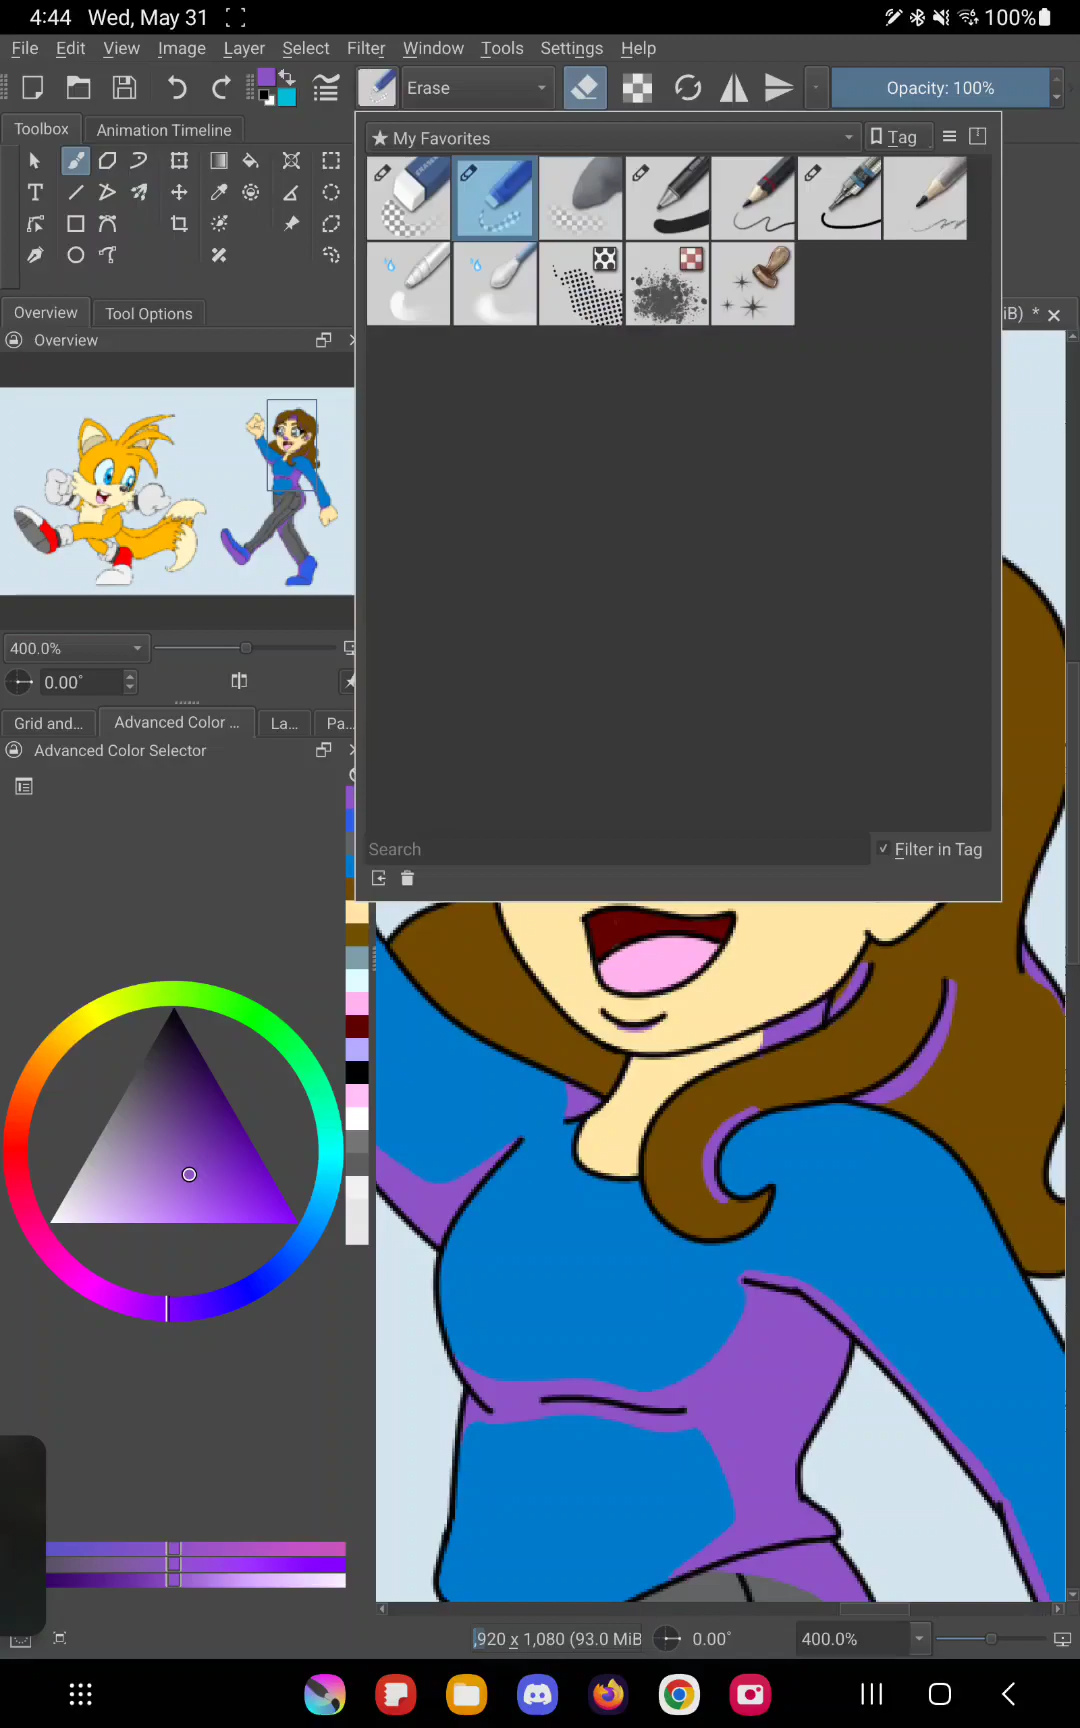 4:44 Wed, May 31 100%
File Edit View Image Layer Select Filter Window Tools Settings Help
Erase Opacity: 100%
Toolbox Animation Timeline
★ My Favorites Tag
Overview Tool Options
iB) *
Overview
400.0%
0.00°
Grid and... Advanced Color ... La... Pa...
Advanced Color Selector
Search Filter in Tag
,920 x 1,080 (93.0 MiB 0.00° 400.0%